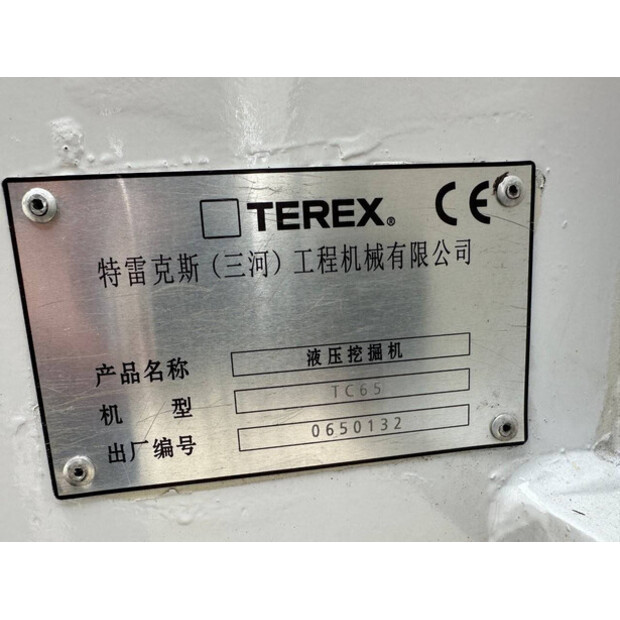 TEREX® CE
特雷克斯（三河）工程机械有限公司
产品名称 液压挖掘机
机 型 TC65
出厂编号 0650132